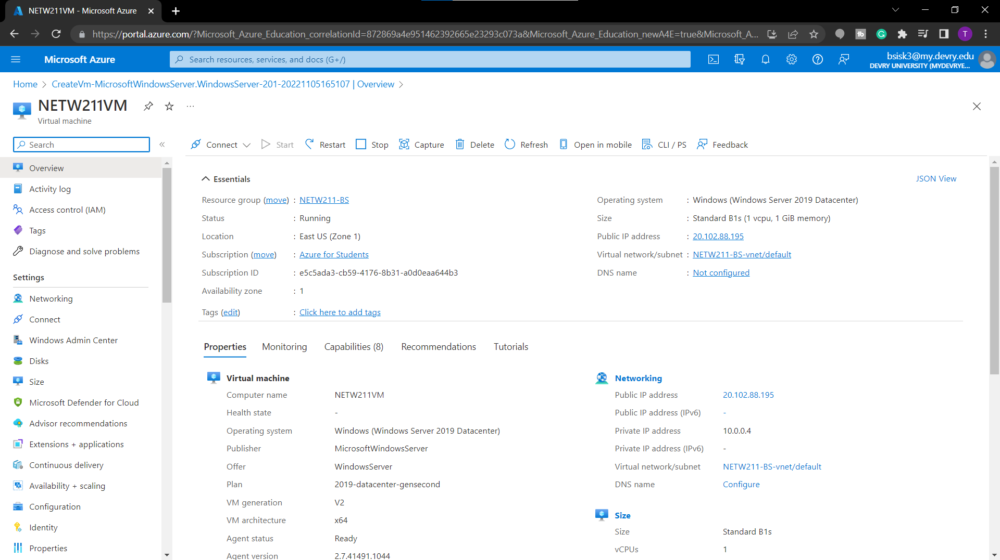 NETW211VM - Microsoft Azure
https://portal.azure.com/?Microsoft_Azure_Education_correlationId=872869a4e951462392665e23293c073a&Microsoft_Azure_Education_newA4E=true&Microsoft_A...
tb
G
T
Microsoft Azure
Search resources, services, and docs (G+/)
bsisk3@my.devry.edu
DEVRY UNIVERSITY (MYDEVRYE...
Home > CreateVm-MicrosoftWindowsServer.WindowsServer-201-20221105165107 | Overview >
NETW211VM
Virtual machine
Search
Connect
Start
Restart
Stop
Capture
Delete
Refresh
Open in mobile
CLI / PS
Feedback
Overview
Activity log
Access control (IAM)
Tags
Diagnose and solve problems
Settings
Networking
Connect
Windows Admin Center
Disks
Size
Microsoft Defender for Cloud
Advisor recommendations
Extensions + applications
Continuous delivery
Availability + scaling
Configuration
Identity
Properties
Essentials
JSON View
Resource group (move) : NETW211-BS
Status : Running
Location : East US (Zone 1)
Subscription (move) : Azure for Students
Subscription ID : e5c5ada3-cb59-4176-8b31-a0d0eaa644b3
Availability zone : 1
Operating system : Windows (Windows Server 2019 Datacenter)
Size : Standard B1s (1 vcpu, 1 GiB memory)
Public IP address : 20.102.88.195
Virtual network/subnet : NETW211-BS-vnet/default
DNS name : Not configured
Tags (edit) : Click here to add tags
Properties
Monitoring
Capabilities (8)
Recommendations
Tutorials
Virtual machine
Computer name NETW211VM
Health state -
Operating system Windows (Windows Server 2019 Datacenter)
Publisher MicrosoftWindowsServer
Offer WindowsServer
Plan 2019-datacenter-gensecond
VM generation V2
VM architecture x64
Agent status Ready
Agent version 2.7.41491.1044
Networking
Public IP address 20.102.88.195
Public IP address (IPv6) -
Private IP address 10.0.0.4
Private IP address (IPv6) -
Virtual network/subnet NETW211-BS-vnet/default
DNS name Configure
Size
Size Standard B1s
vCPUs 1